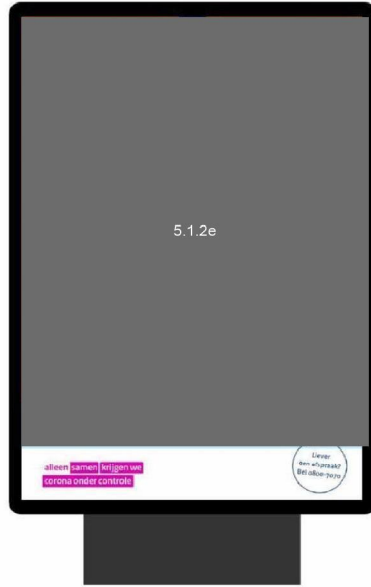 5.1.2e
alleen samen krijgen we
corona onder controle
Liever
een afspraak?
Bel 0800-7070